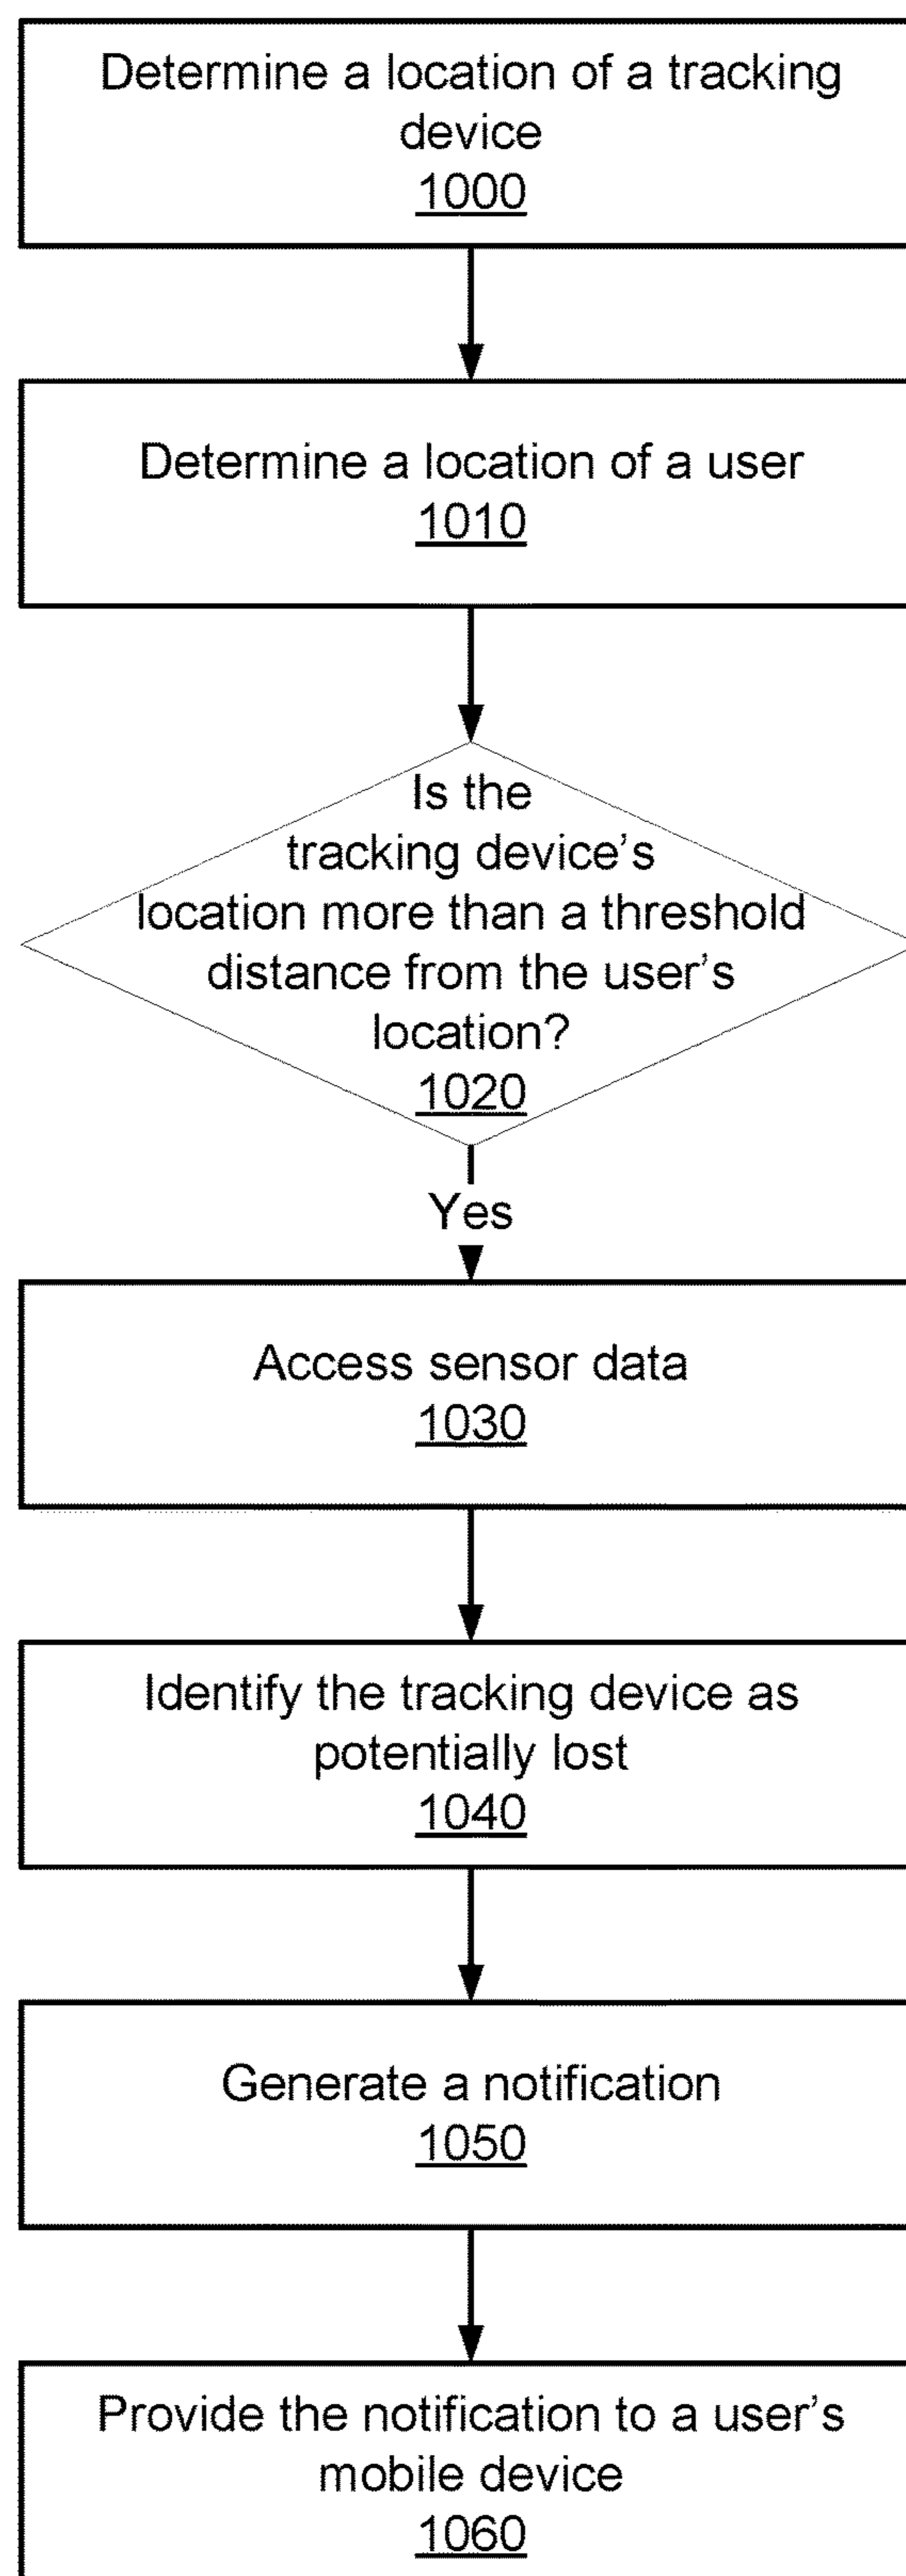 Determine a location of a tracking
device
1000
Determine a location of a user
1010
Is the
tracking device's
location more than a threshold
distance from the user's
location?
1020
Yes
Access sensor data
1030
Identify the tracking device as
potentially lost
1040
Generate a notification
1050
Provide the notification to a user's
mobile device
1060